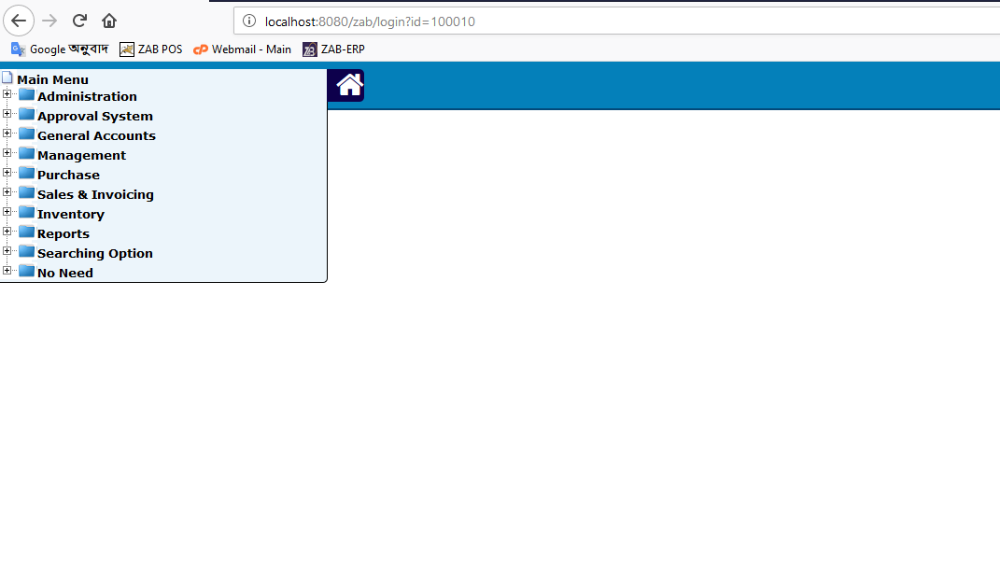 localhost:8080/zab/login?id=100010
Google অনুবাদ ZAB POS Webmail - Main ZAB-ERP
Main Menu
Administration
Approval System
General Accounts
Management
Purchase
Sales & Invoicing
Inventory
Reports
Searching Option
No Need